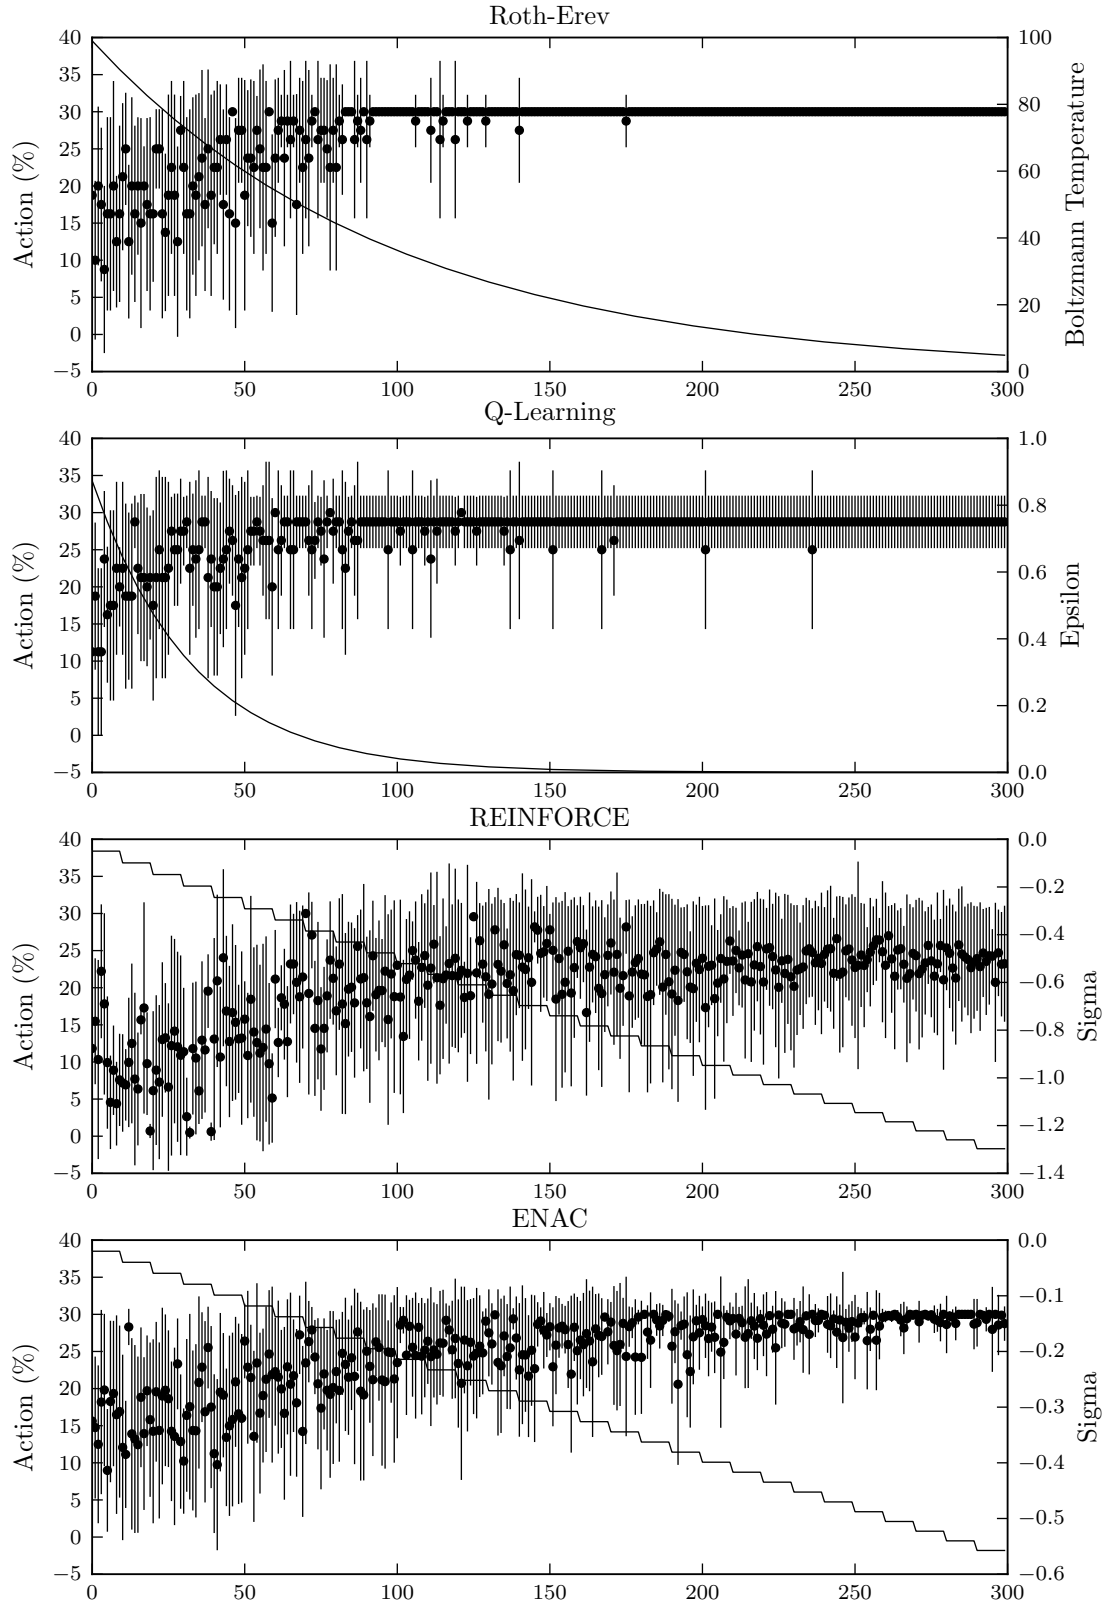 Roth-Erev
40 100
35
30 80
25
20 60
15
10 40
5
0 20
−5 0
Action (%)
Boltzmann Temperature
0 50 100 150 200 250 300
Q-Learning
40 1.0
35
30 0.8
25
20 0.6
15
10 0.4
5
0 0.2
−5 0.0
Action (%)
Epsilon
0 50 100 150 200 250 300
REINFORCE
40 0.0
35 −0.2
30
25 −0.4
20 −0.6
15 −0.8
10
5 −1.0
0 −1.2
−5 −1.4
Action (%)
Sigma
0 50 100 150 200 250 300
ENAC
40 0.0
35
30 −0.1
25 −0.2
20
15 −0.3
10 −0.4
5
0 −0.5
−5 −0.6
Action (%)
Sigma
0 50 100 150 200 250 300